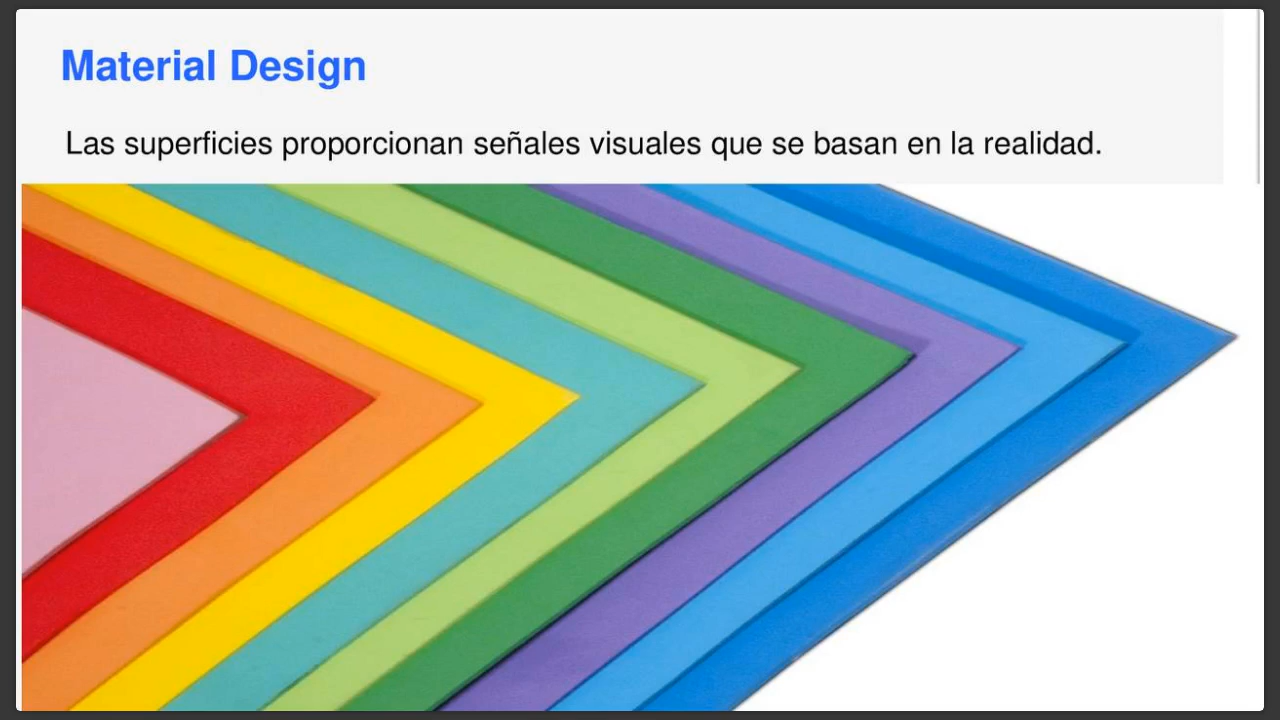 Material Design
Las superficies proporcionan señales visuales que se basan en la realidad.